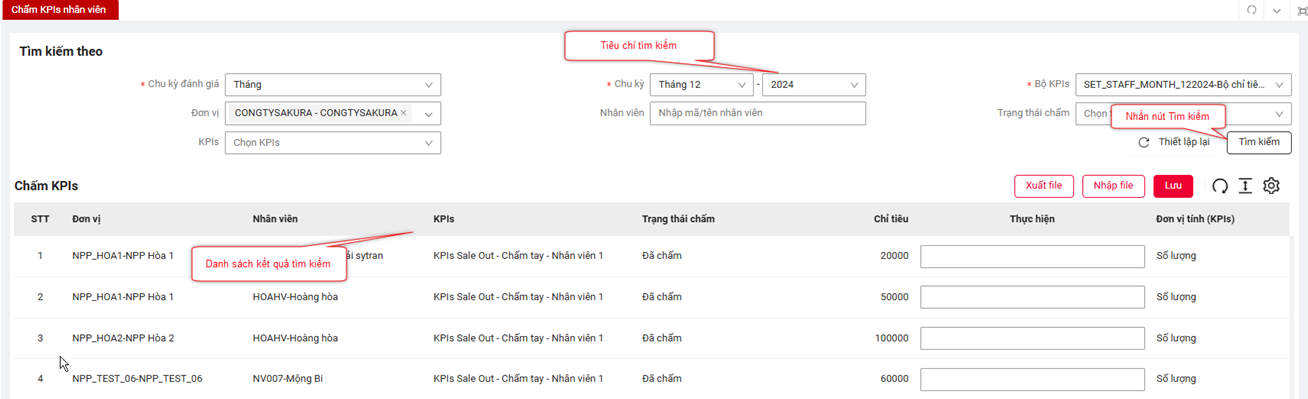 Chấm KPIs nhân viên
Tìm kiếm theo
Tiêu chí tìm kiếm
* Chu kỳ đánh giá Tháng * Chu kỳ Tháng 12 - 2024 * Bộ KPIs SET_STAFF_MONTH_122024-Bộ chỉ tiê...
Đơn vị CONGTYSAKURA - CONGTYSAKURA × Nhân viên Nhập mã/tên nhân viên Trạng thái chấm Chọn
Nhấn nút Tìm kiếm
KPIs Chọn KPIs Thiết lập lại Tìm kiếm
Chấm KPIs Xuất file Nhập file Lưu
STT Đơn vị Nhân viên KPIs Trạng thái chấm Chỉ tiêu Thực hiện Đơn vị tính (KPIs)
1 NPP_HOA1-NPP Hòa 1 sytran KPIs Sale Out - Chấm tay - Nhân viên 1 Đã chấm 20000 Số lượng
Danh sách kết quả tìm kiếm
2 NPP_HOA1-NPP Hòa 1 HOAHV-Hoàng hòa KPIs Sale Out - Chấm tay - Nhân viên 1 Đã chấm 50000 Số lượng
3 NPP_HOA2-NPP Hòa 2 HOAHV-Hoàng hòa KPIs Sale Out - Chấm tay - Nhân viên 1 Đã chấm 100000 Số lượng
4 NPP_TEST_06-NPP_TEST_06 NV007-Mộng Bi KPIs Sale Out - Chấm tay - Nhân viên 1 Đã chấm 60000 Số lượng